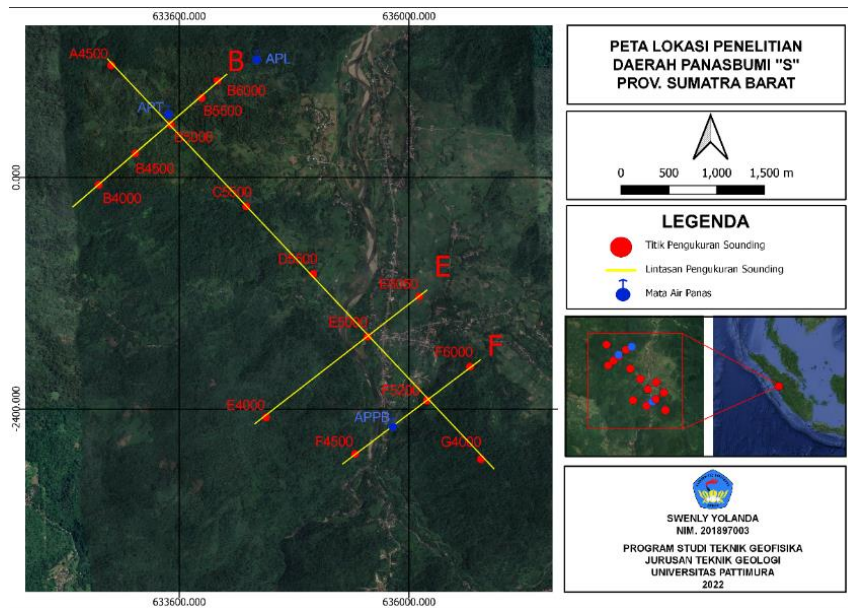 633600.000
636000.000
A4500
B
APL
B6000
B5500
APT
B5000
B4500
B4000
0.000
C5500
D5500
E
E6050
E5000
F
F6000
F5200
E4000
-2400.000
APPB
F4500
G4000
633600.000
636000.000
PETA LOKASI PENELITIAN
DAERAH PANASBUMI "S"
PROV. SUMATRA BARAT
0 500 1,000 1,500 m
LEGENDA
Titik Pengukuran Sounding
Lintasan Pengukuran Sounding
Mata Air Panas
SWENLY YOLANDA
NIM. 201897003
PROGRAM STUDI TEKNIK GEOFISIKA
JURUSAN TEKNIK GEOLOGI
UNIVERSITAS PATTIMURA
2022